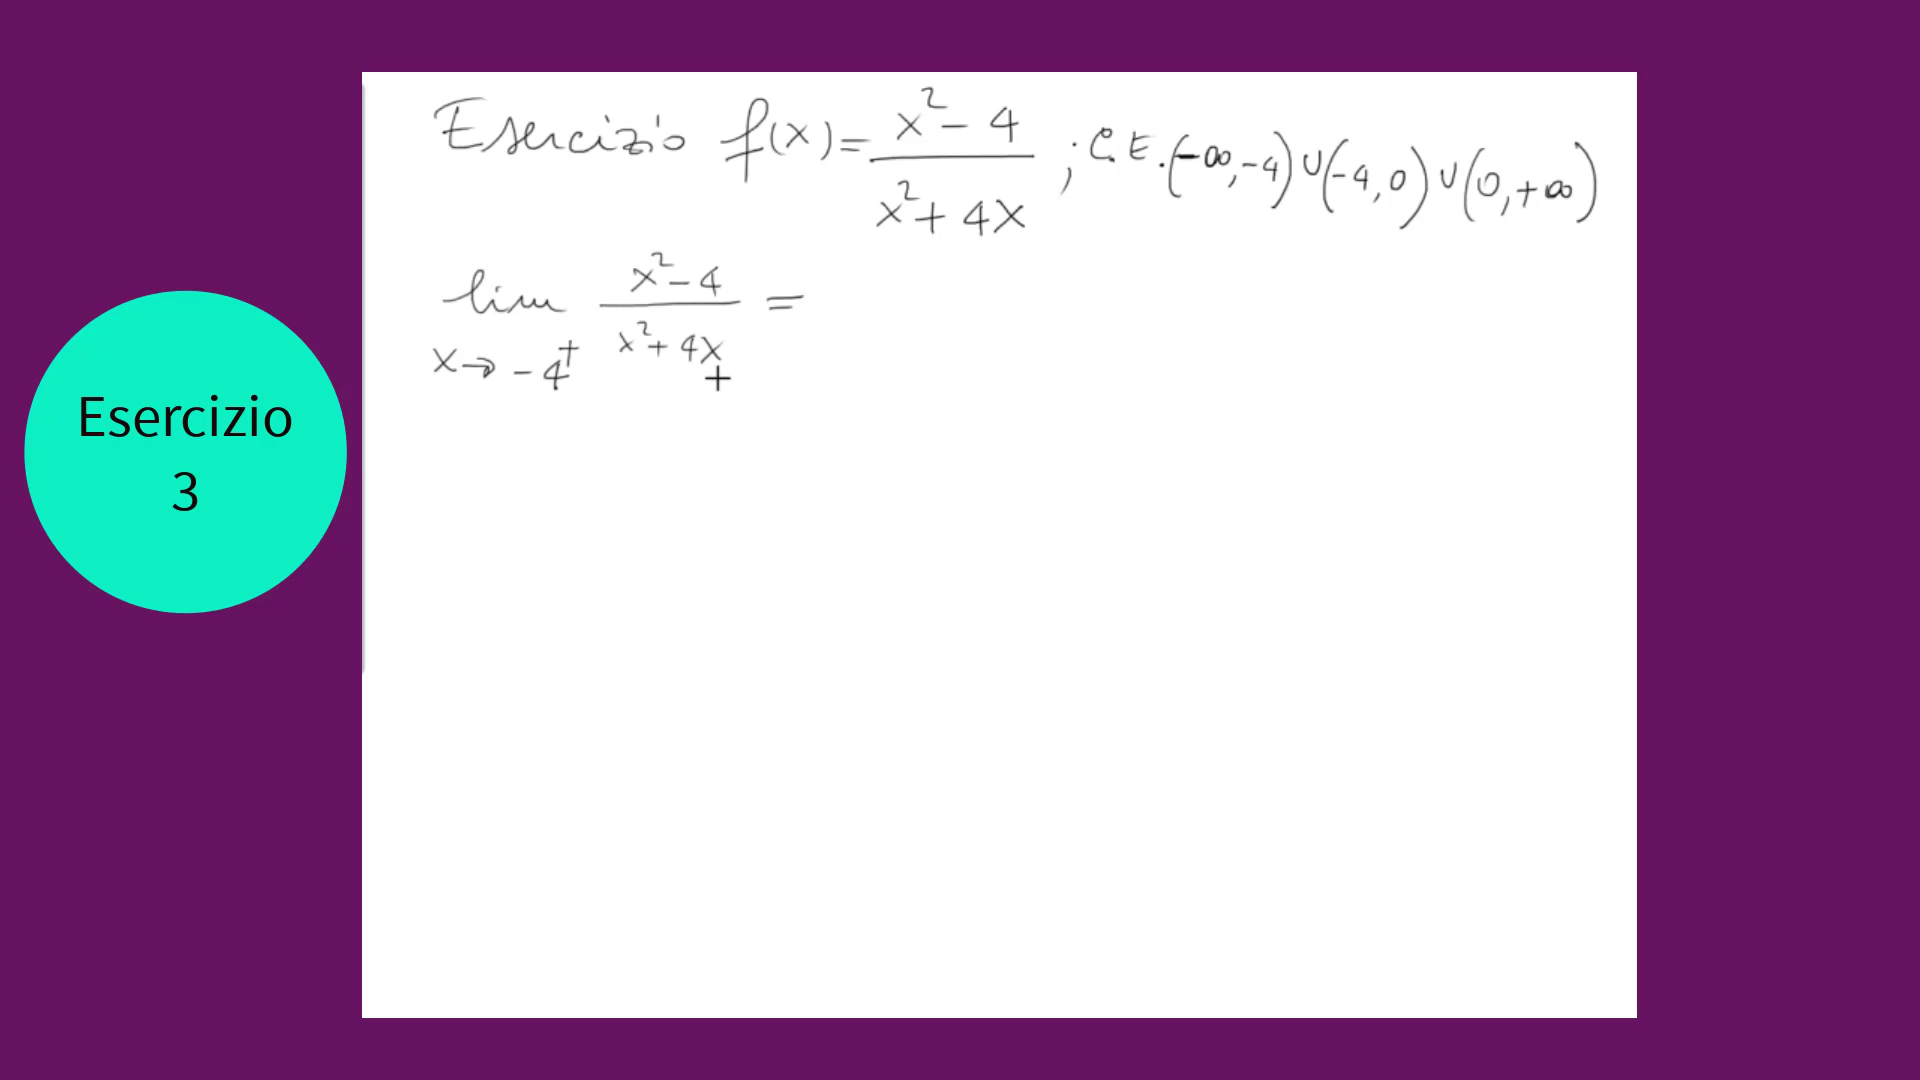 Esercizio f(x) = (x² - 4)/(x² + 4x) ; C.E. (-∞, -4) ∪ (-4, 0) ∪ (0, +∞)
lim x→ -4⁺ (x² - 4)/(x² + 4x) =
Esercizio
3